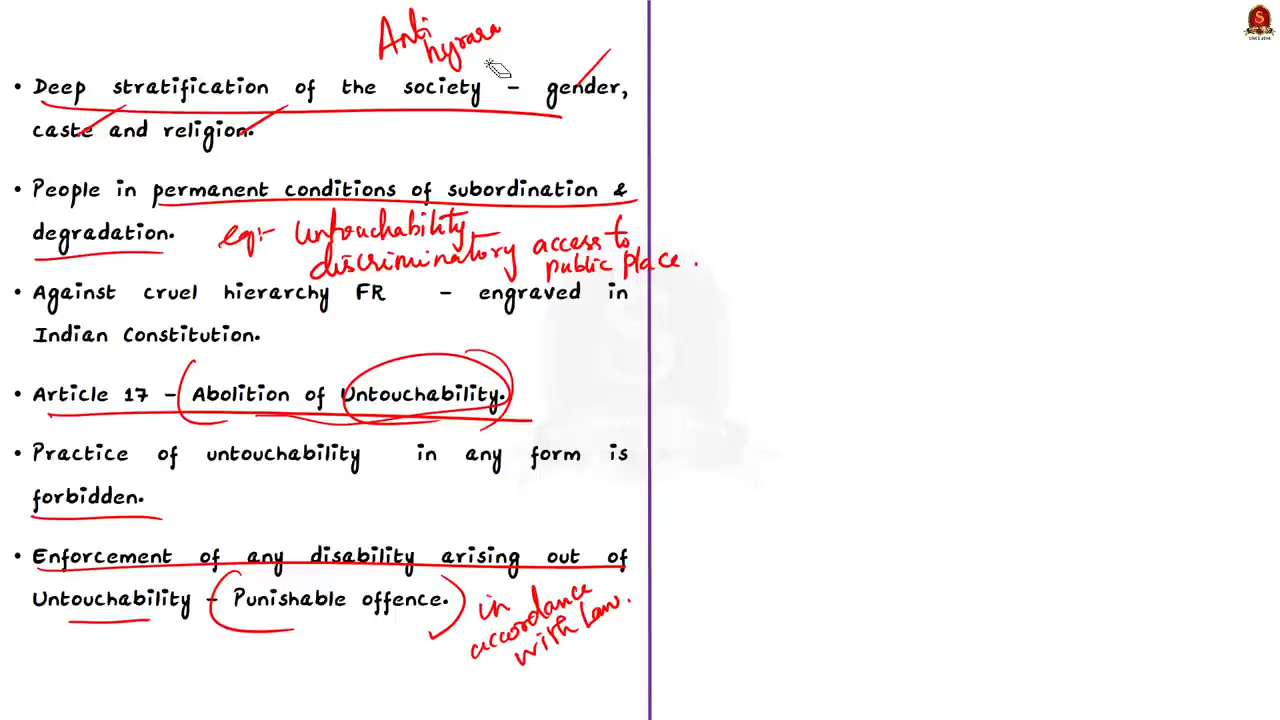 Anti
• Deep stratification of the society – gender,
caste and religion.
• People in permanent conditions of subordination &
degradation. eg:- Untouchability,
discriminatory access to
public place.
• Against cruel hierarchy FR – engraved in
Indian Constitution.
• Article 17 – Abolition of Untouchability.
• Practice of untouchability in any form is
forbidden.
• Enforcement of any disability arising out of
Untouchability – Punishable offence.
in
accordance
with Law.
S